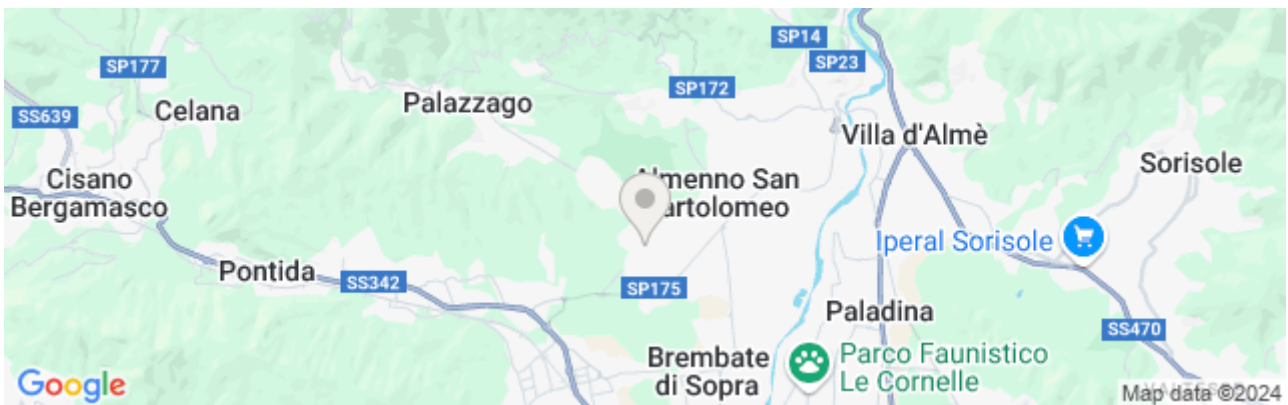 SP14
SP23
SP177
SP172
SS639
Celana
Palazzago
Villa d'Almè
Sorisole
Cisano
Bergamasco
Almenno San
Bartolomeo
Iperal Sorisole
Pontida
SS342
SP175
Paladina
SS470
Brembate
di Sopra
Parco Faunistico
Le Cornelle
Google
Map data ©2024